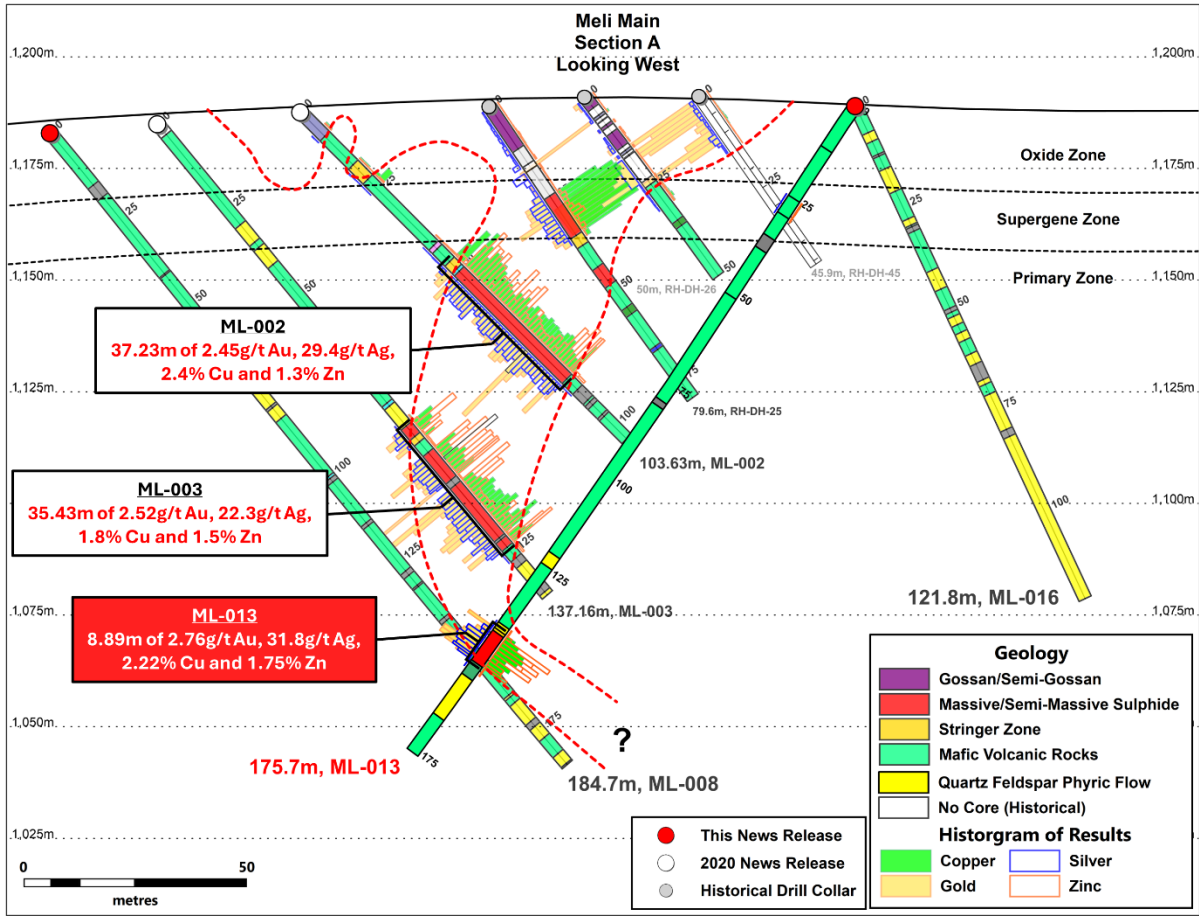 Meli Main
Section A
Looking West
1,200m
1,200m
1,175m
1,175m
1,150m
1,150m
1,125m
1,125m
1,100m
1,100m
1,075m
1,075m
1,050m
1,050m
1,025m
1,025m
Oxide Zone
Supergene Zone
Primary Zone
0
0
0
0
0
0
0
25
25
25
25
25
25
50
50
50
50
50
75
75
75
100
100
100
100
125
125
125
175
175
45.9m, RH-DH-45
50m, RH-DH-26
79.6m, RH-DH-25
103.63m, ML-002
137.16m, ML-003
121.8m, ML-016
175.7m, ML-013
184.7m, ML-008
?
ML-002
37.23m of 2.45g/t Au, 29.4g/t Ag,
2.4% Cu and 1.3% Zn
ML-003
35.43m of 2.52g/t Au, 22.3g/t Ag,
1.8% Cu and 1.5% Zn
ML-013
8.89m of 2.76g/t Au, 31.8g/t Ag,
2.22% Cu and 1.75% Zn
0 50
metres
This News Release
2020 News Release
Historical Drill Collar
Geology
Gossan/Semi-Gossan
Massive/Semi-Massive Sulphide
Stringer Zone
Mafic Volcanic Rocks
Quartz Feldspar Phyric Flow
No Core (Historical)
Historgram of Results
Copper Silver
Gold Zinc